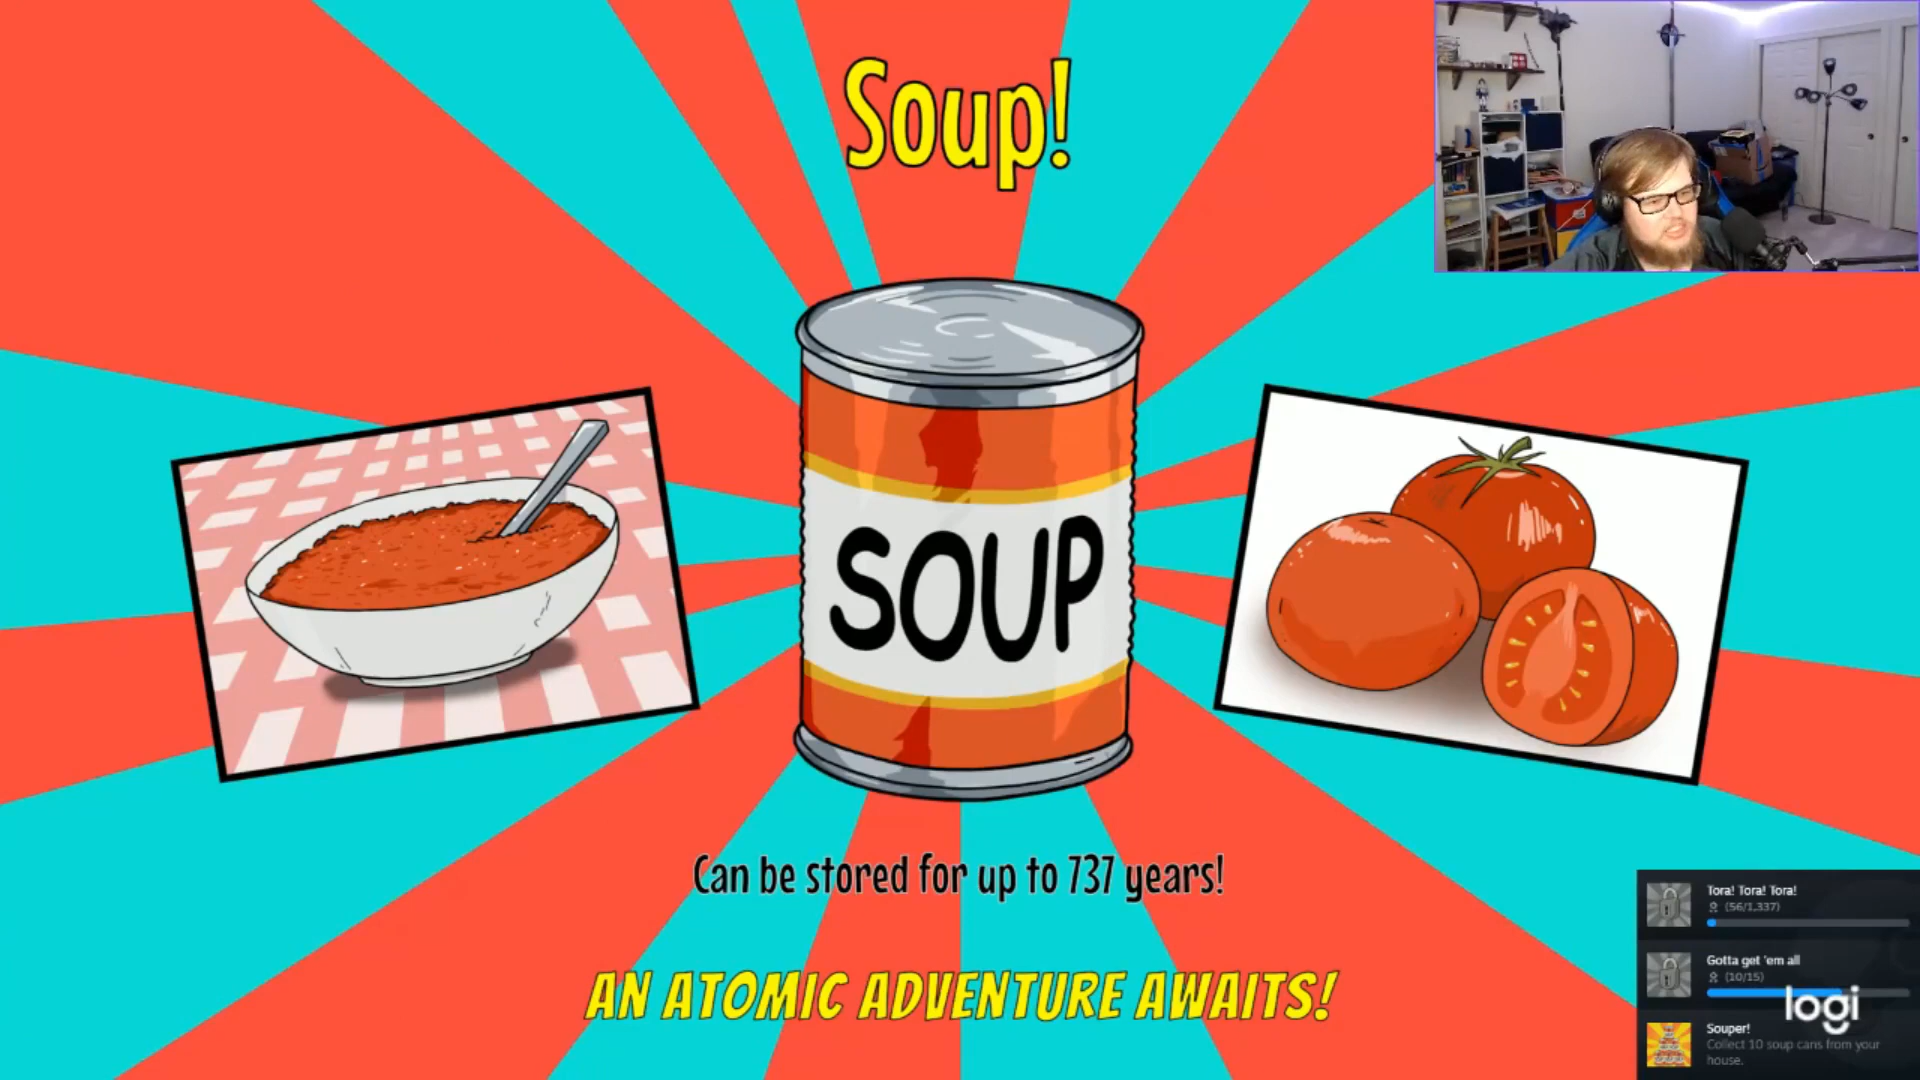 Soup!
SOUP
Can be stored for up to 737 years!
AN ATOMIC ADVENTURE AWAITS!
Tora! Tora! Tora!
(56/1,337)
Gotta get 'em all
(10/15)
logi
Souper!
Collect 10 soup cans from your
house.